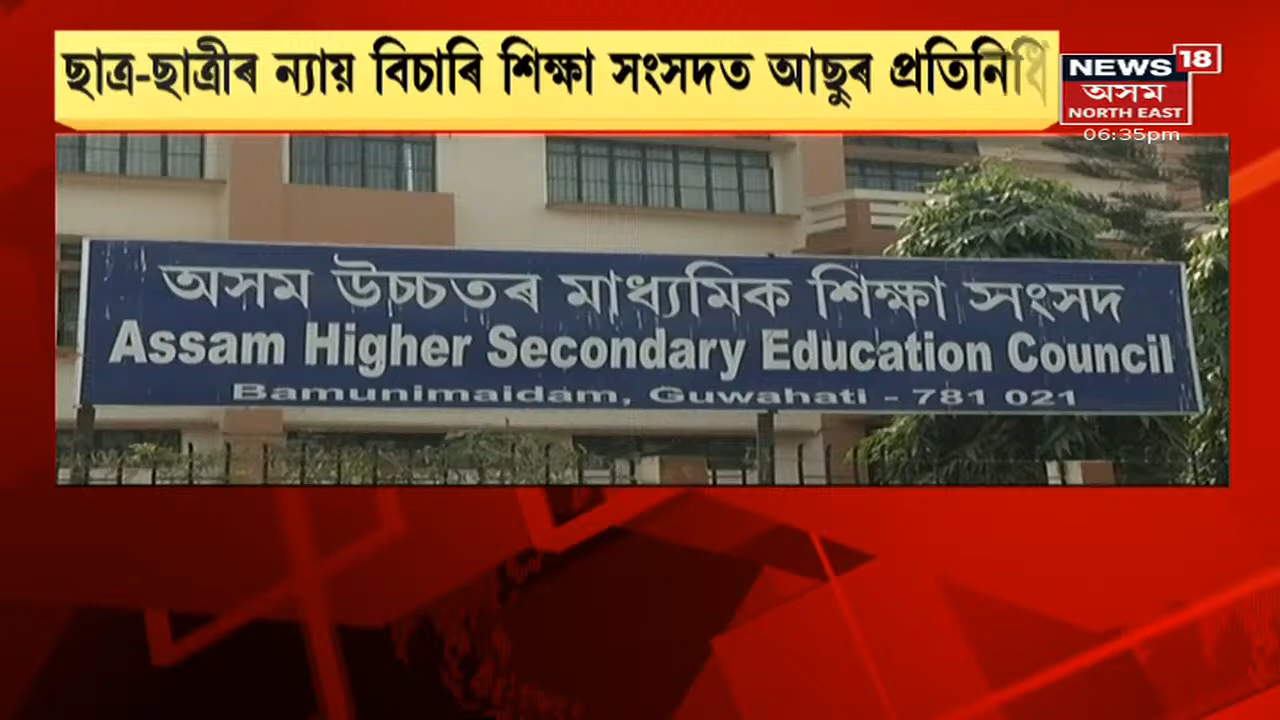 ছাত্ৰ-ছাত্ৰীৰ ন্যায় বিচাৰি শিক্ষা সংসদত আছুৰ প্ৰতিনিধি
NEWS 18
অসম
NORTH EAST
06:35pm
অসম উচ্চতৰ মাধ্যমিক শিক্ষা সংসদ
Assam Higher Secondary Education Council
Bamunimaidam, Guwahati - 781 021